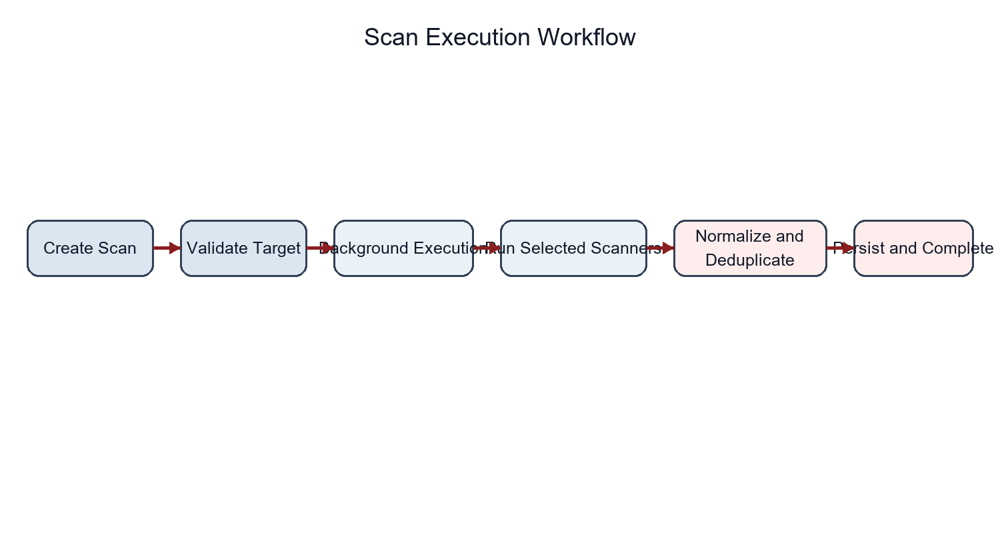 Scan Execution Workflow
Create Scan
Validate Target
Background Execution
Run Selected Scanners
Normalize and
Deduplicate
Persist and Complete